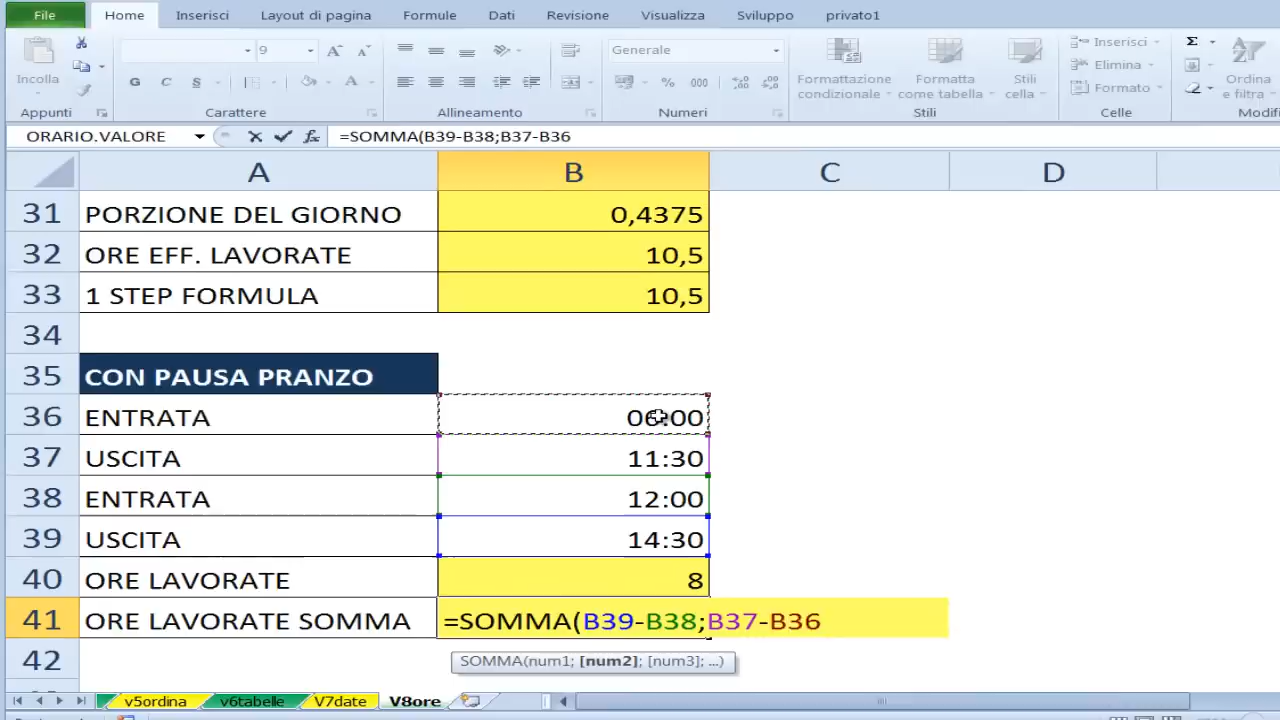 File Home Inserisci Layout di pagina Formule Dati Revisione Visualizza Sviluppo privato1
9 Generale Inserisci
Incolla G C S % 000 Formattazione Formatta Stili Elimina Ordina
condizionale come tabella cella Formato e filtra
Appunti Carattere Allineamento Numeri Stili Celle Modifi
ORARIO.VALORE fx =SOMMA(B39-B38;B37-B36
A B C D
31 PORZIONE DEL GIORNO 0,4375
32 ORE EFF. LAVORATE 10,5
33 1 STEP FORMULA 10,5
34
35 CON PAUSA PRANZO
36 ENTRATA 06:00
37 USCITA 11:30
38 ENTRATA 12:00
39 USCITA 14:30
40 ORE LAVORATE 8
41 ORE LAVORATE SOMMA =SOMMA(B39-B38;B37-B36
42 SOMMA(num1; [num2]; [num3]; ...)
v5ordina v6tabelle V7date V8ore